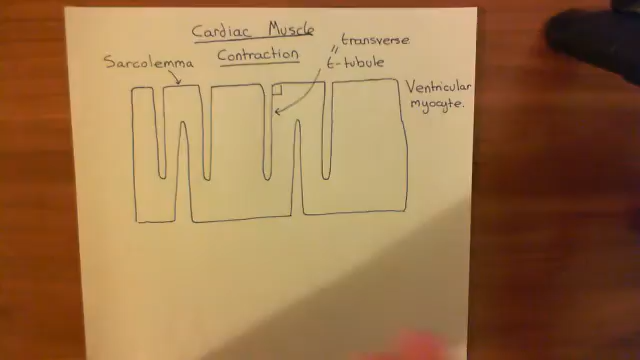 Cardiac Muscle
Contraction
transverse
"
t-tubule
Sarcolemma
Ventricular
myocyte.